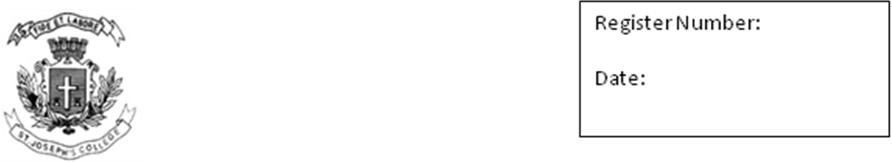 FIDE ET LABORE
Register Number:
Date:
ST. JOSEPH'S COLLEGE